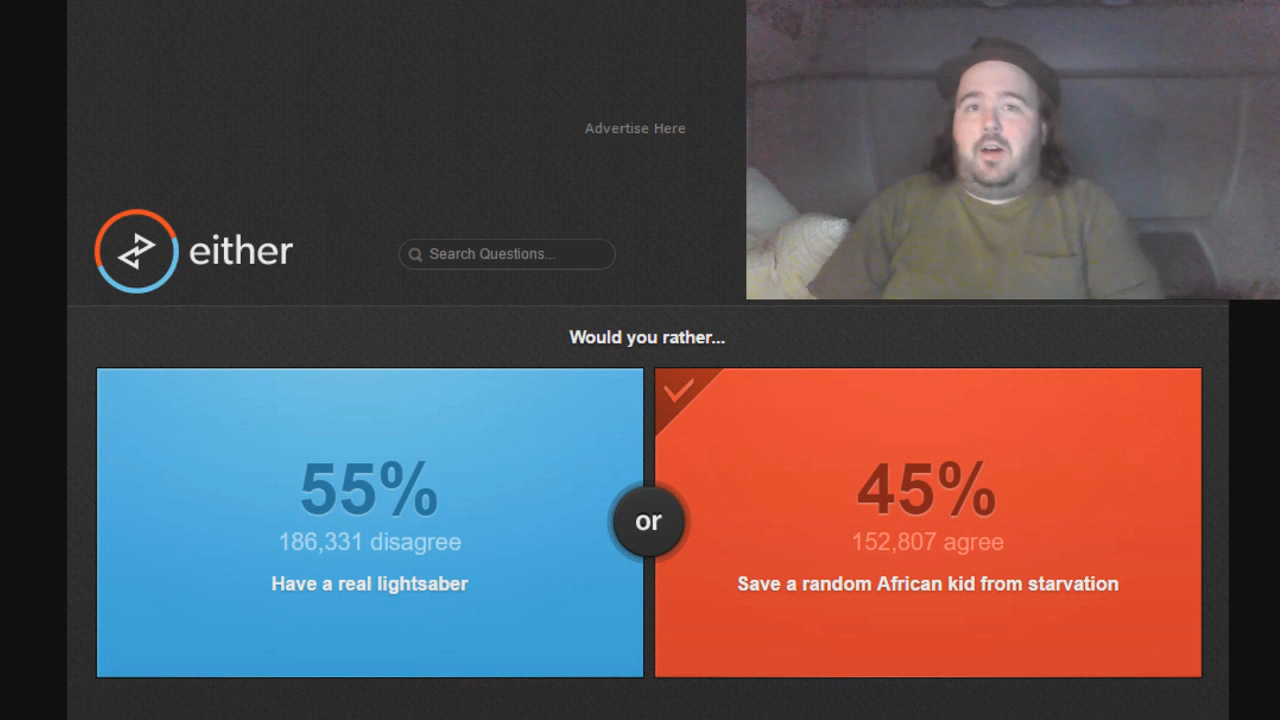 Advertise Here
either
Search Questions...
Would you rather...
55%
186,331 disagree
Have a real lightsaber
or
45%
152,807 agree
Save a random African kid from starvation